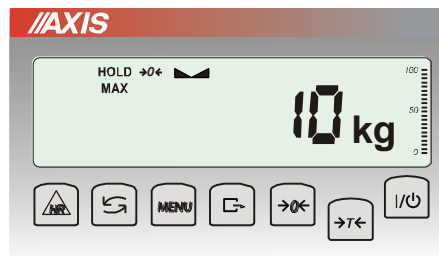 //AXIS
HOLD →0←
MAX
10 kg
100
50
0
HR
MENU
→0←
→T←
I/⏻